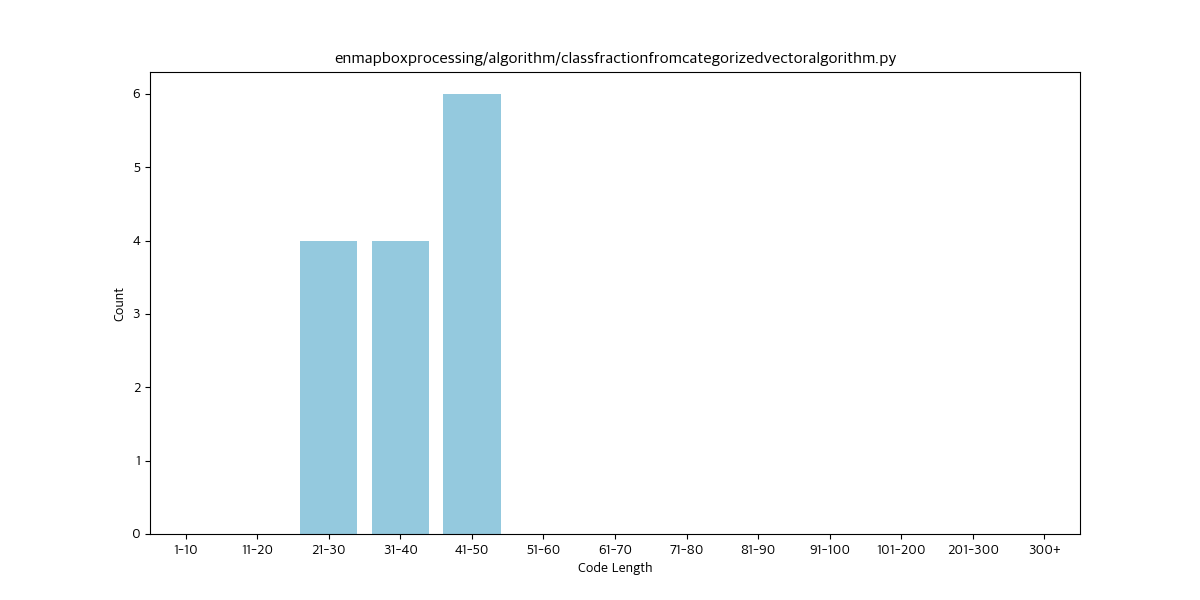 enmapboxprocessing/algorithm/classfractionfromcategorizedvectoralgorithm.py
6
5
4
3
2
1
0
Count
1-10 11-20 21-30 31-40 41-50 51-60 61-70 71-80 81-90 91-100 101-200 201-300 300+
Code Length